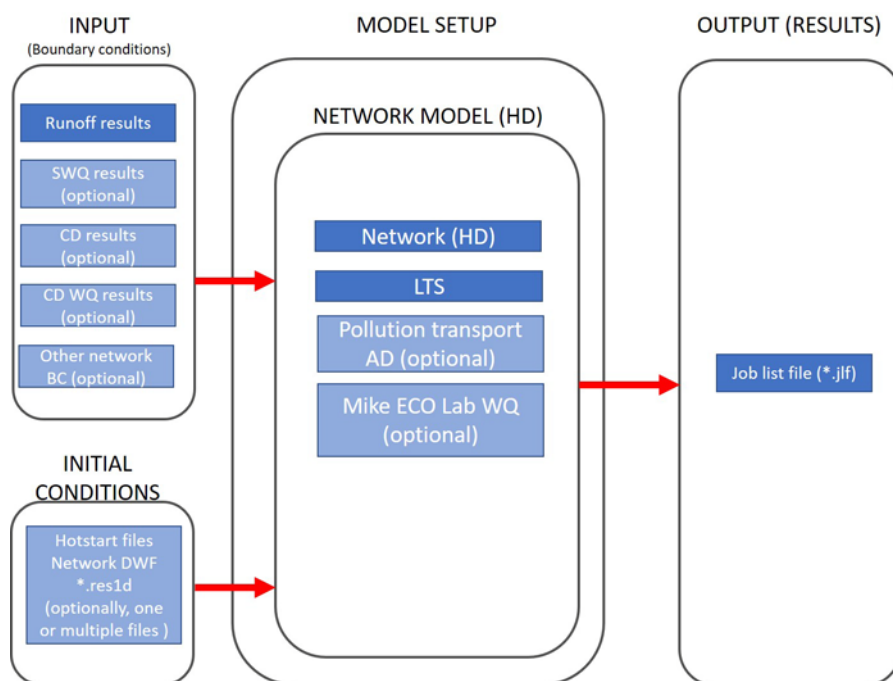 INPUT
(Boundary conditions)
Runoff results
SWQ results
(optional)
CD results
(optional)
CD WQ results
(optional)
Other network
BC (optional)
INITIAL
CONDITIONS
Hotstart files
Network DWF
*.res1d
(optionally, one
or multiple files )
MODEL SETUP
NETWORK MODEL (HD)
Network (HD)
LTS
Pollution transport
AD (optional)
Mike ECO Lab WQ
(optional)
OUTPUT (RESULTS)
Job list file (*.jlf)